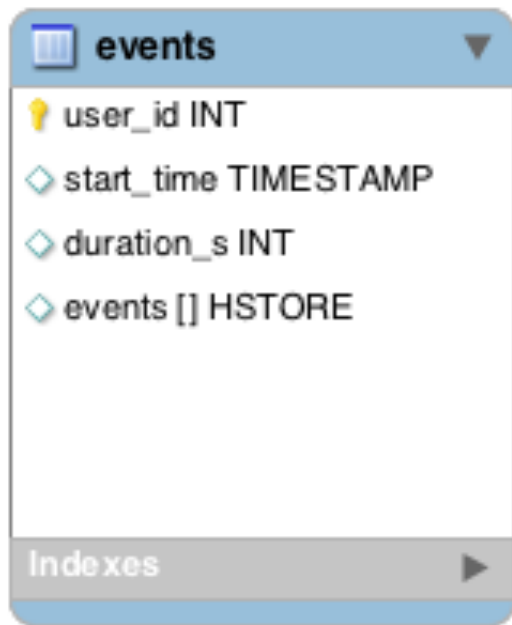 events
user_id INT
start_time TIMESTAMP
duration_s INT
events [] HSTORE
Indexes